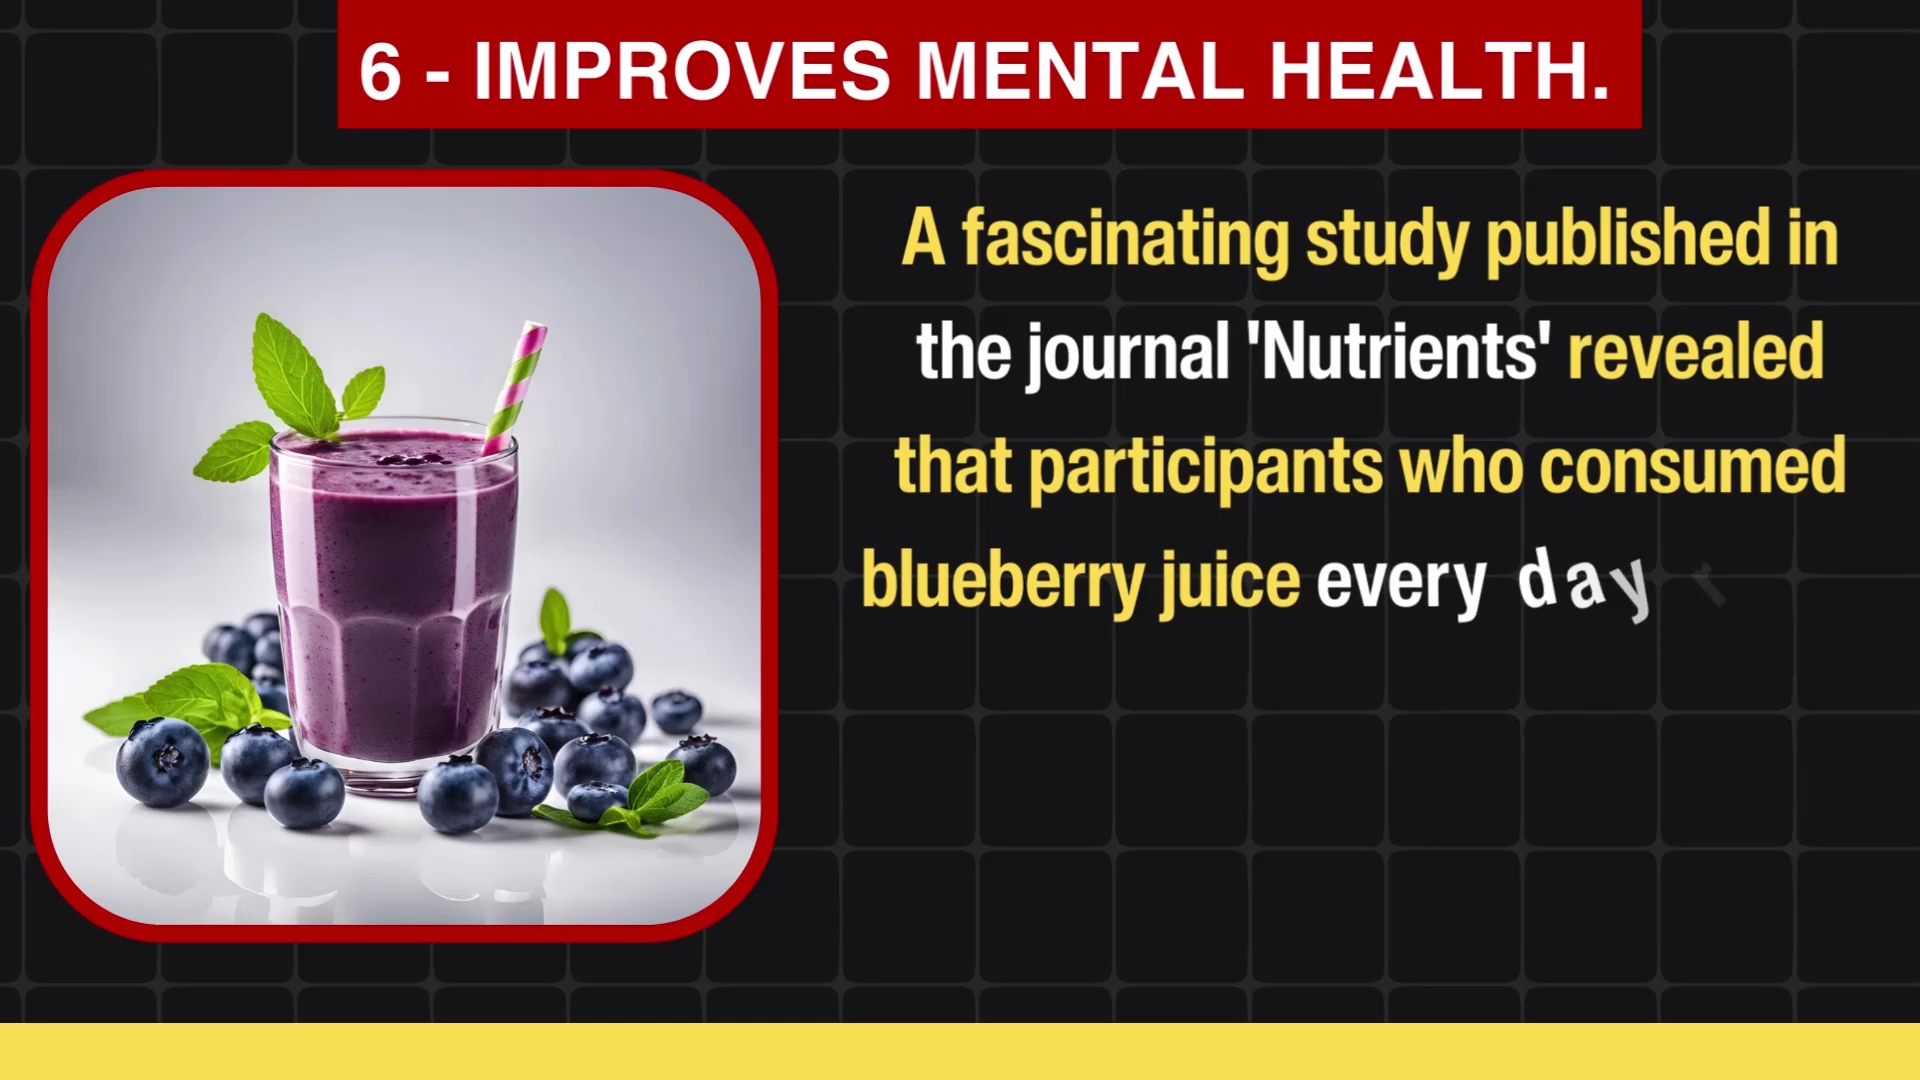 6 - IMPROVES MENTAL HEALTH.
A fascinating study published in
the journal 'Nutrients' revealed
that participants who consumed
blueberry juice every day r